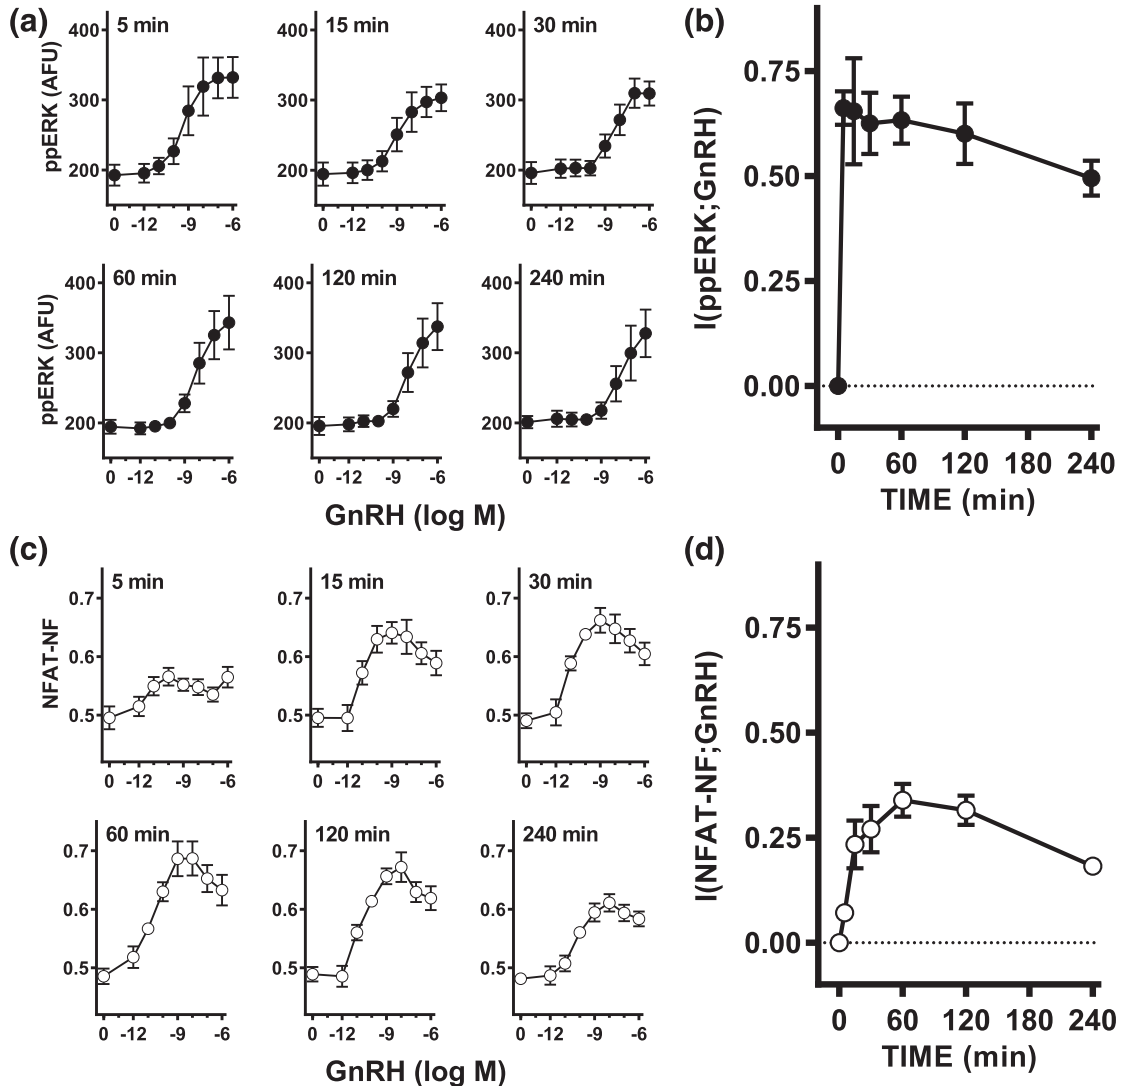 (a)
5 min
15 min
30 min
400
300
200
ppERK (AFU)
0 -12 -9 -6
400
300
200
0 -12 -9 -6
400
300
200
0 -12 -9 -6
60 min
120 min
240 min
400
300
200
ppERK (AFU)
0 -12 -9 -6
400
300
200
0 -12 -9 -6
400
300
200
0 -12 -9 -6
GnRH (log M)
(b)
I(ppERK;GnRH)
0.75
0.50
0.25
0.00
0 60 120 180 240
TIME (min)
(c)
5 min
15 min
30 min
0.7
0.6
0.5
NFAT-NF
0 -12 -9 -6
0.7
0.6
0.5
0 -12 -9 -6
0.7
0.6
0.5
0 -12 -9 -6
60 min
120 min
240 min
0.7
0.6
0.5
0 -12 -9 -6
0.7
0.6
0.5
0 -12 -9 -6
0.7
0.6
0.5
0 -12 -9 -6
GnRH (log M)
(d)
I(NFAT-NF;GnRH)
0.75
0.50
0.25
0.00
0 60 120 180 240
TIME (min)